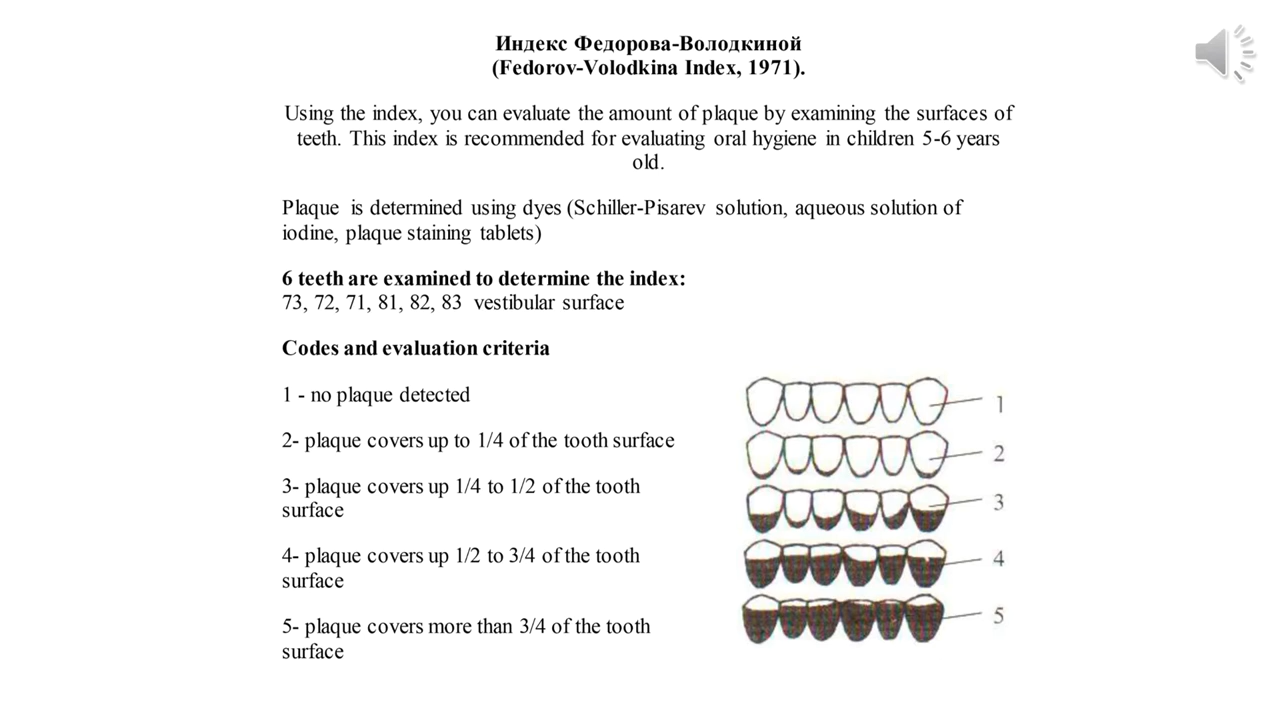 Индекс Федорова-Володкиной
(Fedorov-Volodkina Index, 1971).
Using the index, you can evaluate the amount of plaque by examining the surfaces of
teeth. This index is recommended for evaluating oral hygiene in children 5-6 years
old.
Plaque is determined using dyes (Schiller-Pisarev solution, aqueous solution of
iodine, plaque staining tablets)
6 teeth are examined to determine the index:
73, 72, 71, 81, 82, 83 vestibular surface
Codes and evaluation criteria
1 - no plaque detected
2- plaque covers up to 1/4 of the tooth surface
3- plaque covers up 1/4 to 1/2 of the tooth
surface
4- plaque covers up 1/2 to 3/4 of the tooth
surface
5- plaque covers more than 3/4 of the tooth
surface
1
2
3
4
5